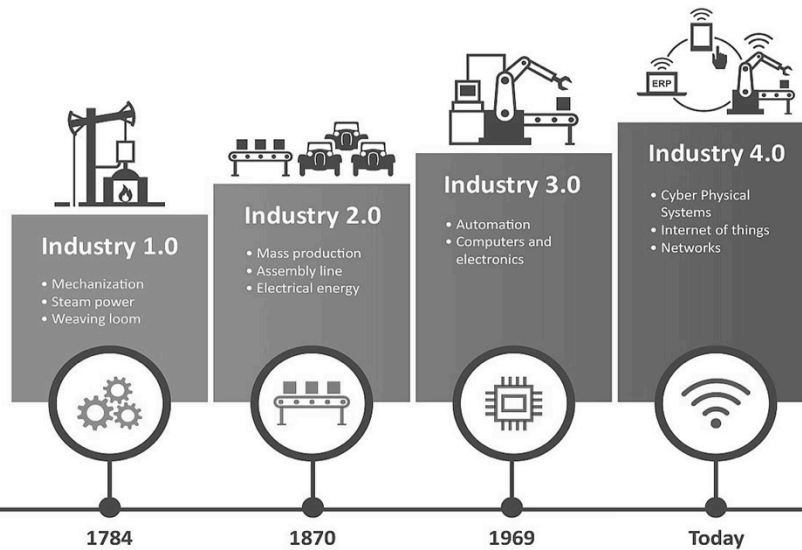 ERP
Industry 1.0
• Mechanization
• Steam power
• Weaving loom
Industry 2.0
• Mass production
• Assembly line
• Electrical energy
Industry 3.0
• Automation
• Computers and
electronics
Industry 4.0
• Cyber Physical
Systems
• Internet of things
• Networks
1784
1870
1969
Today